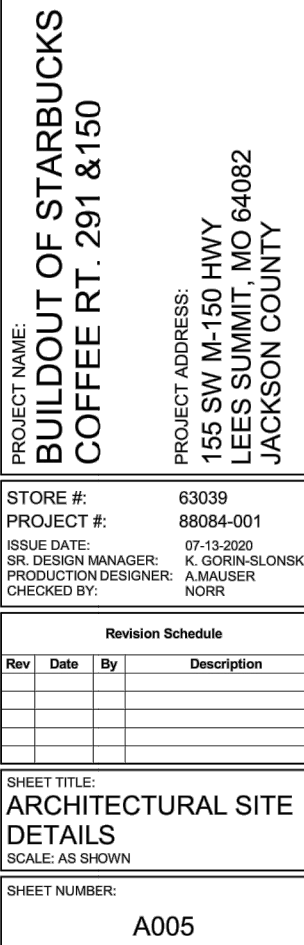 PROJECT NAME:
BUILDOUT OF STARBUCKS
COFFEE RT. 291 &150
PROJECT ADDRESS:
155 SW M-150 HWY
LEES SUMMIT, MO 64082
JACKSON COUNTY
STORE #: 63039
PROJECT #: 88084-001
ISSUE DATE: 07-13-2020
SR. DESIGN MANAGER: K. GORIN-SLONSK
PRODUCTION DESIGNER: A.MAUSER
CHECKED BY: NORR
Revision Schedule
Rev Date By Description
SHEET TITLE:
ARCHITECTURAL SITE
DETAILS
SCALE: AS SHOWN
SHEET NUMBER:
A005